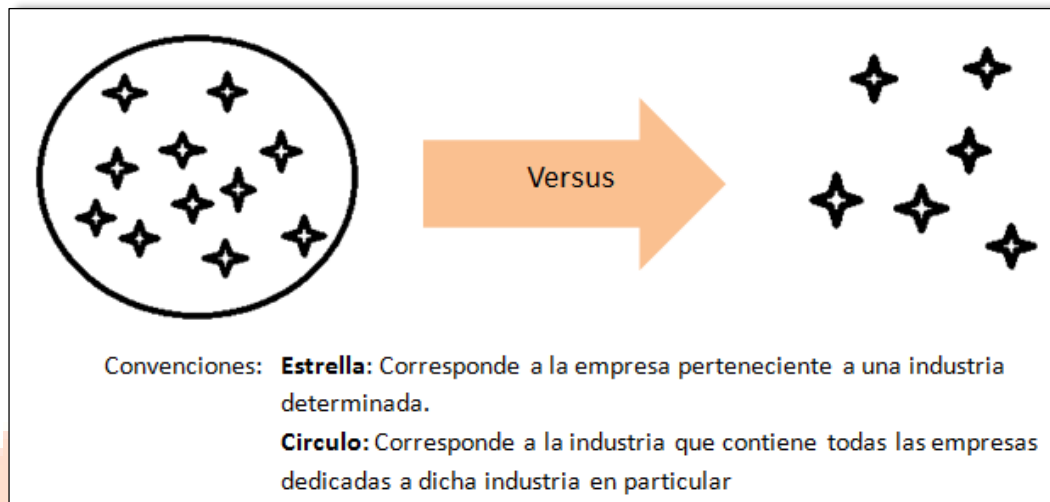 Versus
Convenciones: Estrella: Corresponde a la empresa perteneciente a una industria
determinada.
Circulo: Corresponde a la industria que contiene todas las empresas
dedicadas a dicha industria en particular